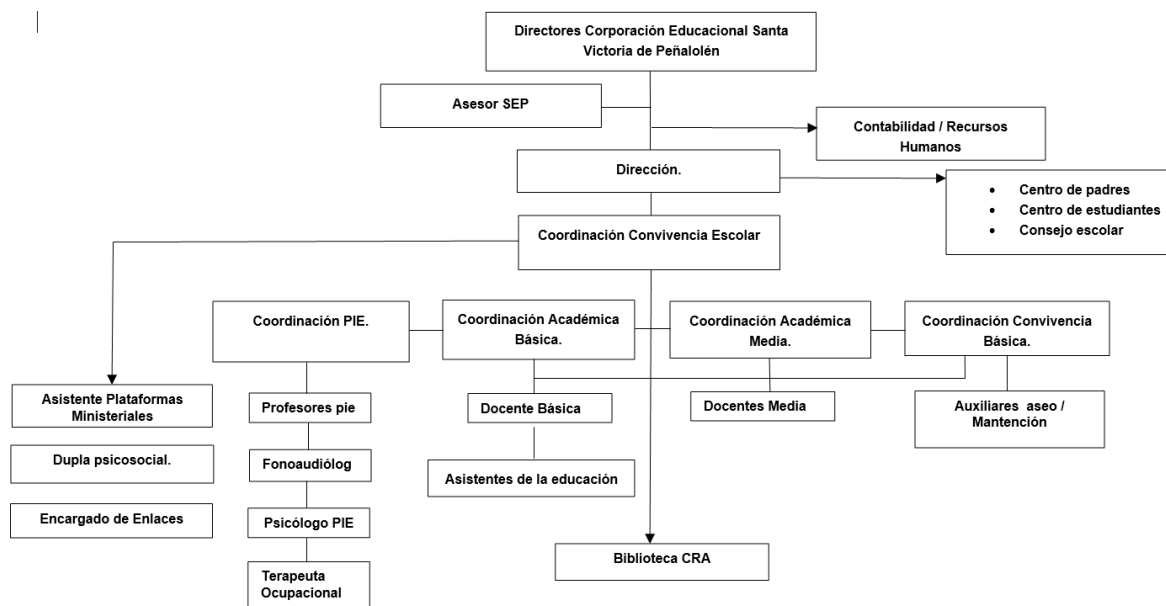 Directores Corporación Educacional Santa
Victoria de Peñalolén
Asesor SEP
Contabilidad / Recursos
Humanos
Dirección.
• Centro de padres
• Centro de estudiantes
• Consejo escolar
Coordinación Convivencia Escolar
Coordinación PIE.
Coordinación Académica
Básica.
Coordinación Académica
Media.
Coordinación Convivencia
Básica.
Asistente Plataformas
Ministeriales
Profesores pie
Docente Básica
Docentes Media
Auxiliares aseo /
Mantención
Dupla psicosocial.
Fonoaudiólog
Asistentes de la educación
Encargado de Enlaces
Psicólogo PIE
Biblioteca CRA
Terapeuta
Ocupacional